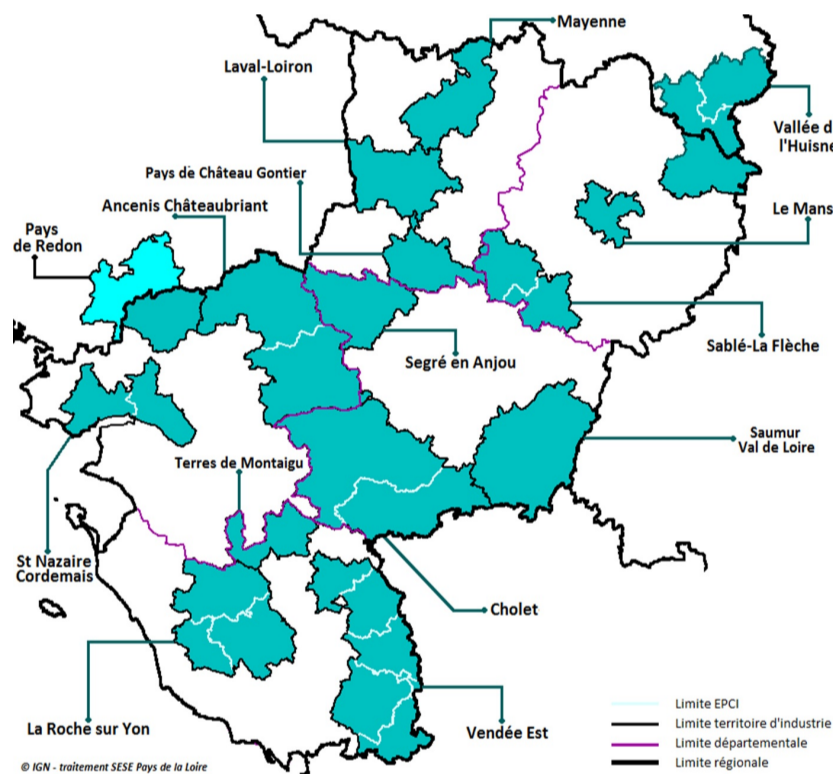 Mayenne
Laval-Loiron
Vallée d
l'Huisne
Pays de Château Gontier
Ancenis Châteaubriant
Le Mans
Pays
de Redon
Segré en Anjou
Sablé-La Flèche
Saumur
Val de Loire
Terres de Montaigu
St Nazaire
Cordemais
Cholet
La Roche sur Yon
Vendée Est
Limite EPCI
Limite territoire d'industrie
Limite départementale
Limite régionale
© IGN - traitement SESE Pays de la Loire